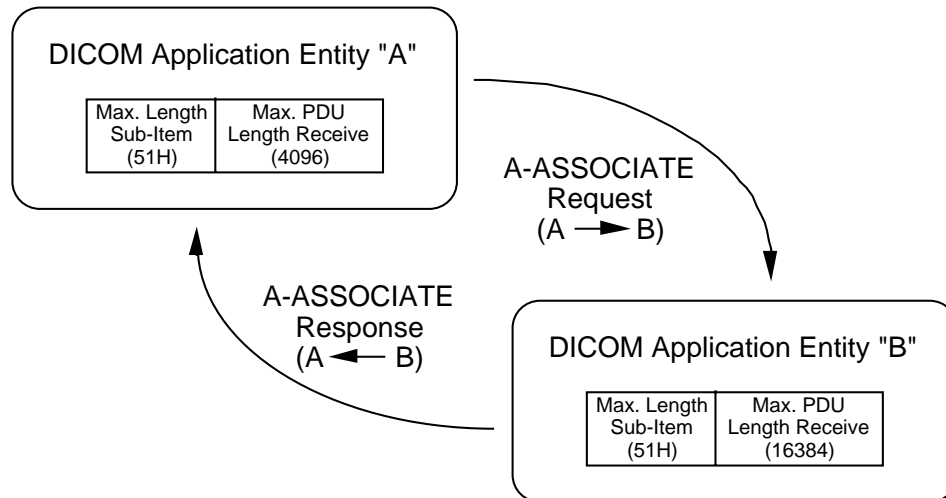 DICOM Application Entity "A"
Max. Length
Sub-Item
(51H)
Max. PDU
Length Receive
(4096)
A-ASSOCIATE
Request
(A B)
A-ASSOCIATE
Response
(A B)
DICOM Application Entity "B"
Max. Length
Sub-Item
(51H)
Max. PDU
Length Receive
(16384)